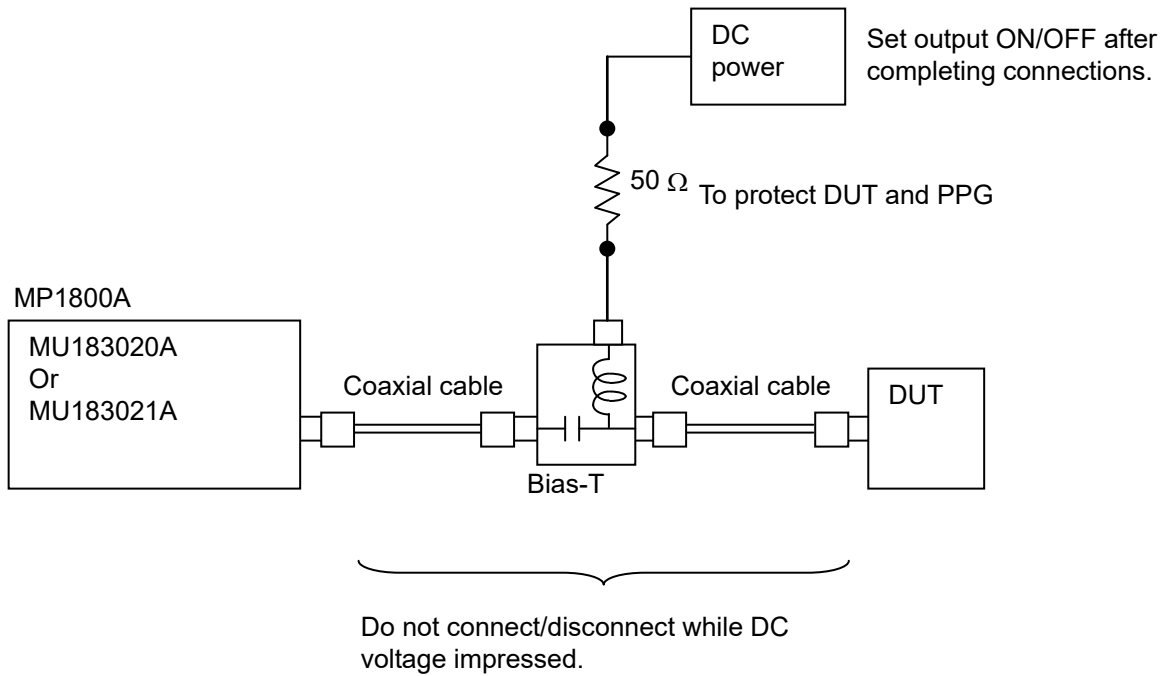 DC
power
Set output ON/OFF after
completing connections.
50 Ω
To protect DUT and PPG
MP1800A
MU183020A
Or
MU183021A
Coaxial cable
Coaxial cable
DUT
Bias-T
Do not connect/disconnect while DC
voltage impressed.